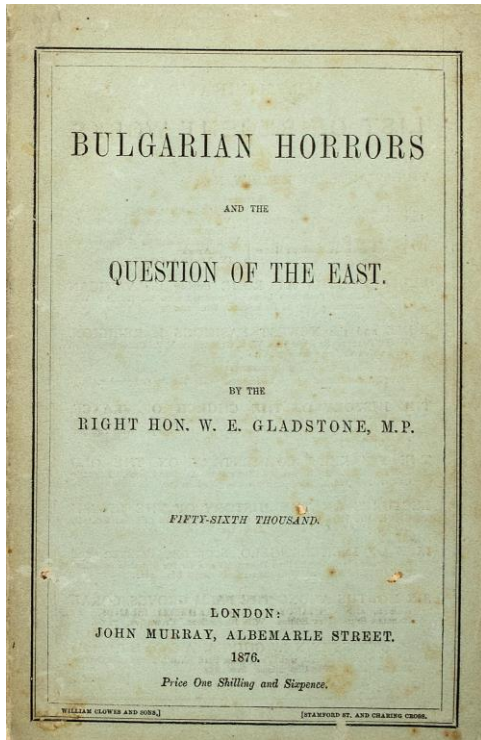 BULGARIAN HORRORS
AND THE
QUESTION OF THE EAST.
BY THE
RIGHT HON. W. E. GLADSTONE, M.P.
FIFTY-SIXTH THOUSAND.
LONDON:
JOHN MURRAY, ALBEMARLE STREET.
1876.
Price One Shilling and Sixpence.
WILLIAM CLOWES AND SONS,] [STAMFORD ST. AND CHARING CROSS.